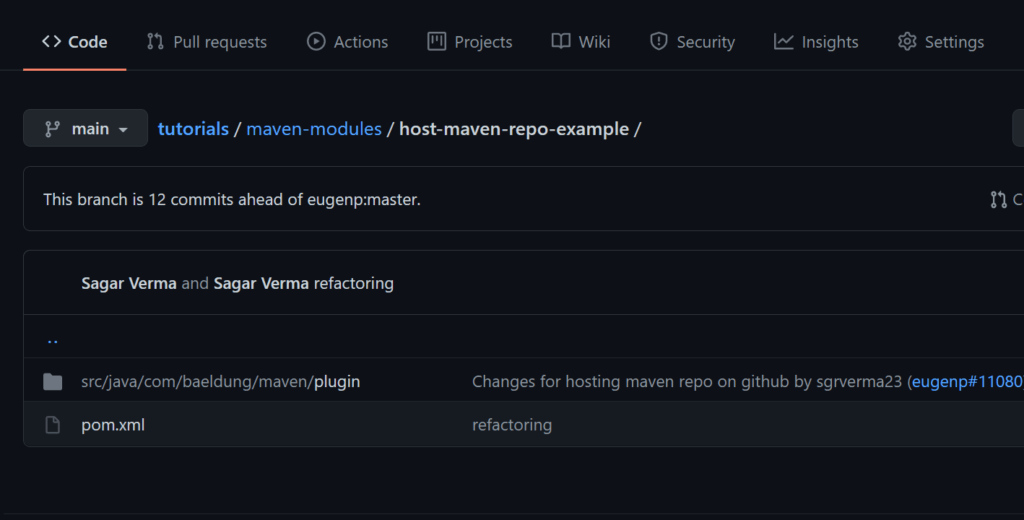 <> Code Pull requests Actions Projects Wiki Security Insights Settings
main tutorials / maven-modules / host-maven-repo-example /
This branch is 12 commits ahead of eugenp:master. C
Sagar Verma and Sagar Verma refactoring
..
src/java/com/baeldung/maven/plugin Changes for hosting maven repo on github by sgrverma23 (eugenp#11080
pom.xml refactoring